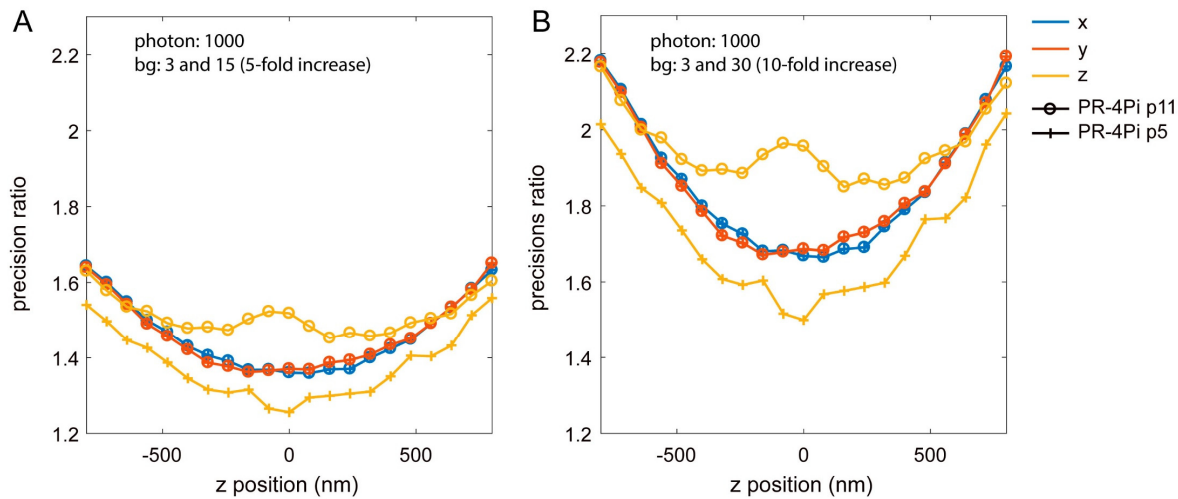 A
photon: 1000
bg: 3 and 15 (5-fold increase)
precision ratio
2.2
2
1.8
1.6
1.4
1.2
-500
0
500
z position (nm)
B
photon: 1000
bg: 3 and 30 (10-fold increase)
precisions ratio
2.2
2
1.8
1.6
1.4
1.2
-500
0
500
z position (nm)
x
y
z
PR-4Pi p11
PR-4Pi p5